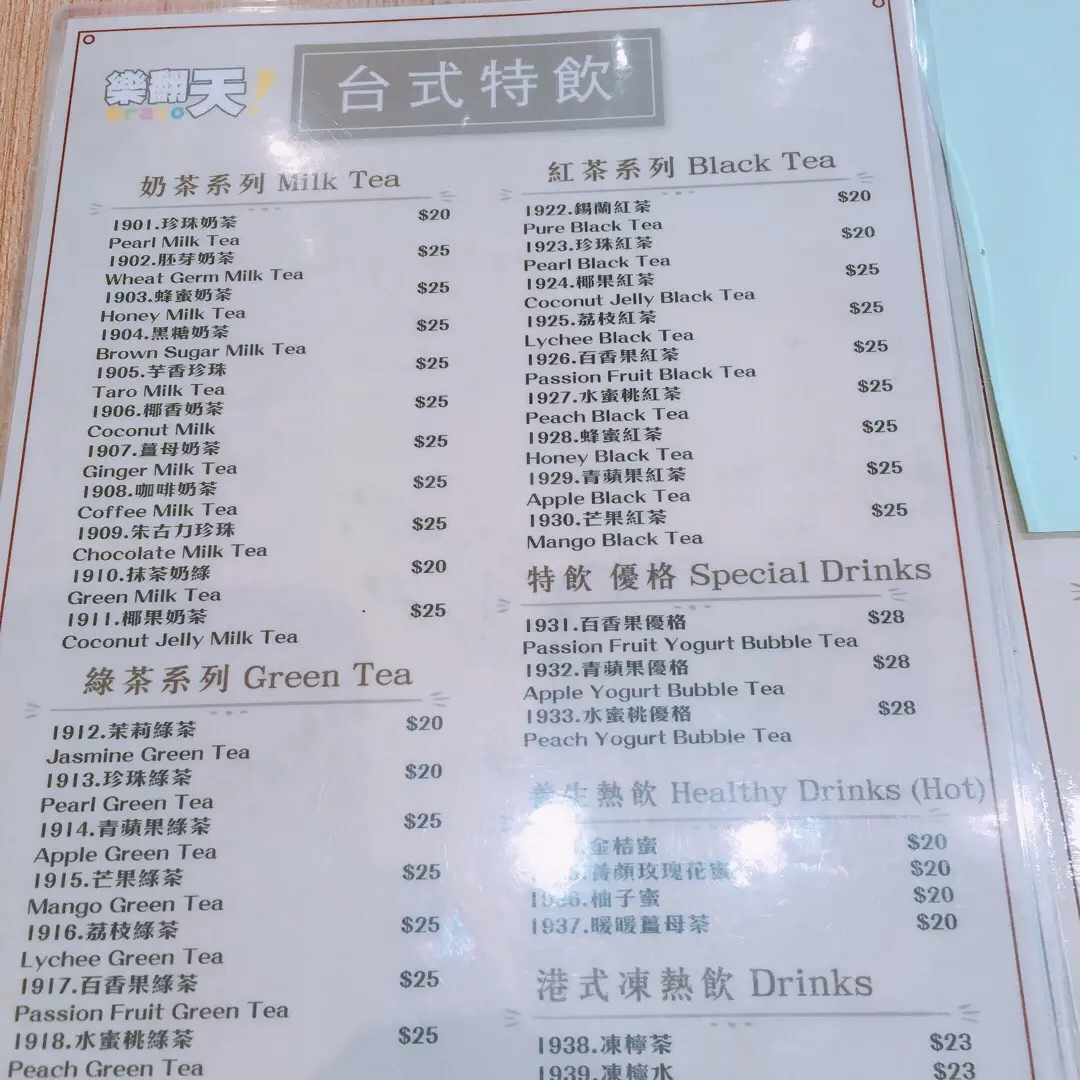 樂翻天!
Bravo
台式特飲
奶茶系列 Milk Tea
1901.珍珠奶茶 $20
Pearl Milk Tea
1902.胚芽奶茶 $25
Wheat Germ Milk Tea
1903.蜂蜜奶茶 $25
Honey Milk Tea
1904.黑糖奶茶 $25
Brown Sugar Milk Tea
1905.芋香珍珠 $25
Taro Milk Tea
1906.椰香奶茶 $25
Coconut Milk
1907.薑母奶茶 $25
Ginger Milk Tea
1908.咖啡奶茶 $25
Coffee Milk Tea
1909.朱古力珍珠 $25
Chocolate Milk Tea
1910.抹茶奶綠 $20
Green Milk Tea
1911.椰果奶茶 $25
Coconut Jelly Milk Tea
綠茶系列 Green Tea
1912.茉莉綠茶 $20
Jasmine Green Tea
1913.珍珠綠茶 $20
Pearl Green Tea
1914.青蘋果綠茶 $25
Apple Green Tea
1915.芒果綠茶 $25
Mango Green Tea
1916.荔枝綠茶 $25
Lychee Green Tea
1917.百香果綠茶 $25
Passion Fruit Green Tea
1918.水蜜桃綠茶 $25
Peach Green Tea
紅茶系列 Black Tea
1922.錫蘭紅茶 $20
Pure Black Tea
1923.珍珠紅茶 $20
Pearl Black Tea
1924.椰果紅茶 $25
Coconut Jelly Black Tea
1925.荔枝紅茶 $25
Lychee Black Tea
1926.百香果紅茶 $25
Passion Fruit Black Tea
1927.水蜜桃紅茶 $25
Peach Black Tea
1928.蜂蜜紅茶 $25
Honey Black Tea
1929.青蘋果紅茶 $25
Apple Black Tea
1930.芒果紅茶 $25
Mango Black Tea
特飲 優格 Special Drinks
1931.百香果優格 $28
Passion Fruit Yogurt Bubble Tea
1932.青蘋果優格 $28
Apple Yogurt Bubble Tea
1933.水蜜桃優格 $28
Peach Yogurt Bubble Tea
養生熱飲 Healthy Drinks (Hot)
金桔蜜 $20
顏玫瑰花蜜 $20
1936.柚子蜜 $20
1937.暖暖薑母茶 $20
港式凍熱飲 Drinks
1938.凍檸茶 $23
1939.凍檸水 $23